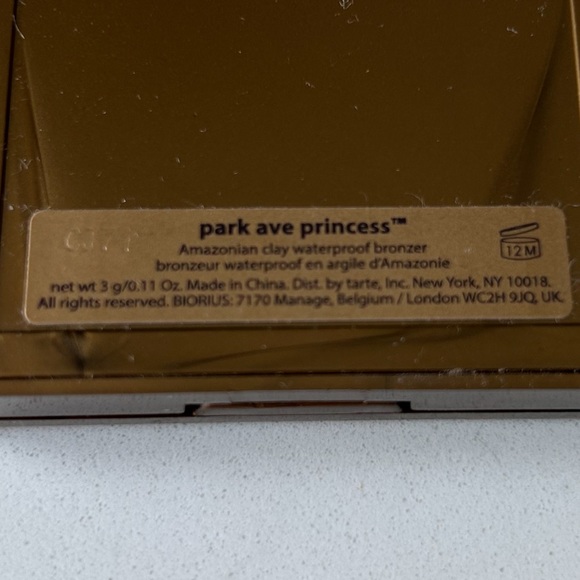 park ave princess™
Amazonian clay waterproof bronzer
bronzeur waterproof en argile d'Amazonie
12 M
net wt 3 g/0.11 Oz. Made in China. Dist. by tarte, Inc. New York, NY 10018.
All rights reserved. BIORIUS: 7170 Manage, Belgium / London WC2H 9JQ, UK.